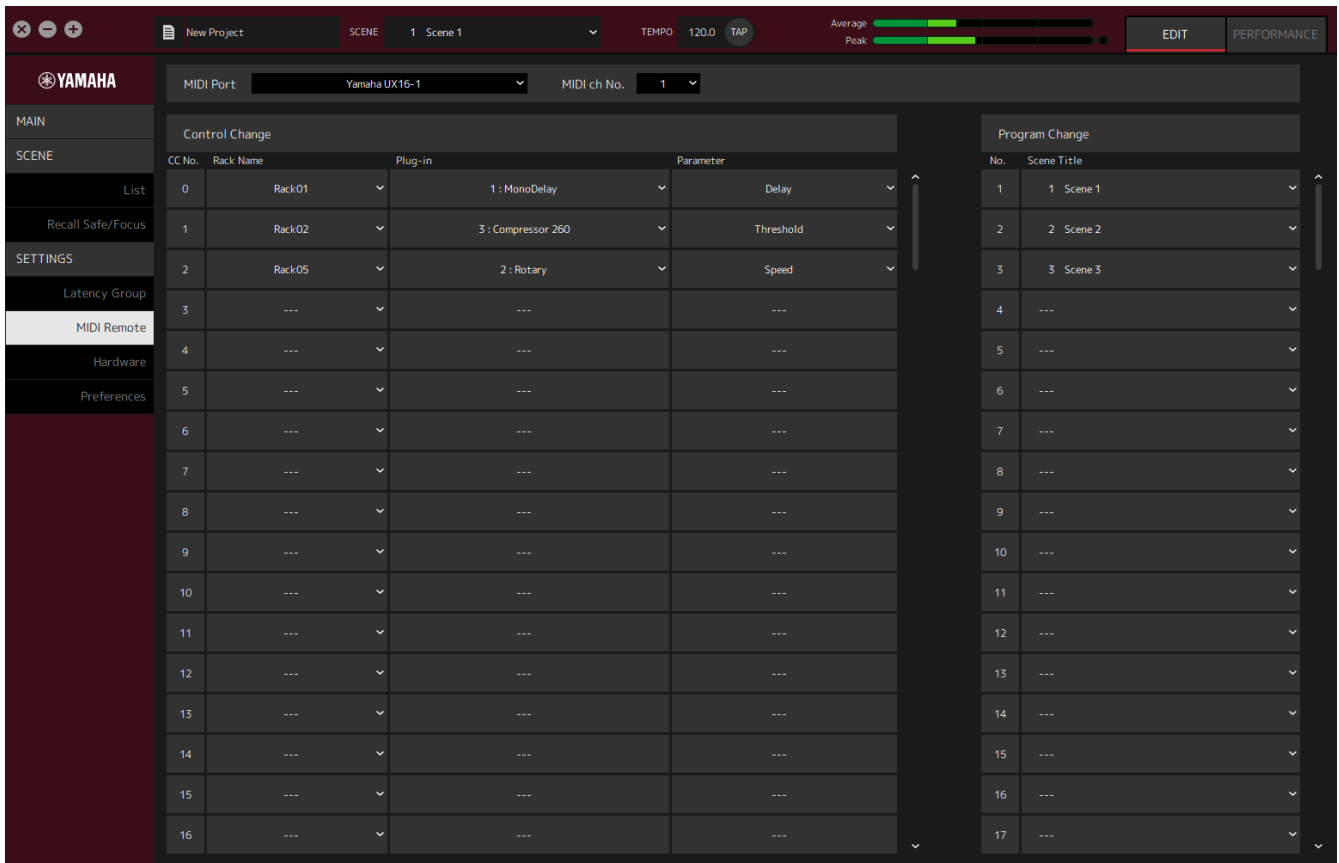 New Project SCENE 1 Scene 1 TEMPO 120.0 TAP Average
Peak EDIT PERFORMANCE
YAMAHA
MAIN
SCENE
List
Recall Safe/Focus
SETTINGS
Latency Group
MIDI Remote
Hardware
Preferences
MIDI Port Yamaha UX16-1 MIDI ch No. 1
Control Change
CC No. Rack Name Plug-in Parameter
0 Rack01 1 : MonoDelay Delay
1 Rack02 3 : Compressor 260 Threshold
2 Rack05 2 : Rotary Speed
3 --- --- ---
4 --- --- ---
5 --- --- ---
6 --- --- ---
7 --- --- ---
8 --- --- ---
9 --- --- ---
10 --- --- ---
11 --- --- ---
12 --- --- ---
13 --- --- ---
14 --- --- ---
15 --- --- ---
16 --- --- ---
Program Change
No. Scene Title
1 1 Scene 1
2 2 Scene 2
3 3 Scene 3
4 ---
5 ---
6 ---
7 ---
8 ---
9 ---
10 ---
11 ---
12 ---
13 ---
14 ---
15 ---
16 ---
17 ---